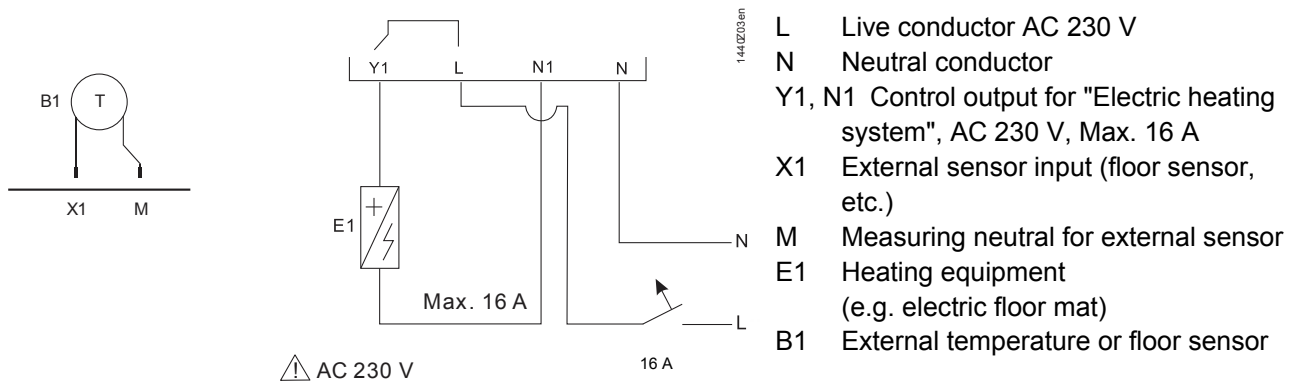 B1
T
X1 M
Y1 L N1 N
E1
Max. 16 A
N
L
16 A
AC 230 V
1440Z03en
L Live conductor AC 230 V
N Neutral conductor
Y1, N1 Control output for "Electric heating
system", AC 230 V, Max. 16 A
X1 External sensor input (floor sensor,
etc.)
M Measuring neutral for external sensor
E1 Heating equipment
(e.g. electric floor mat)
B1 External temperature or floor sensor